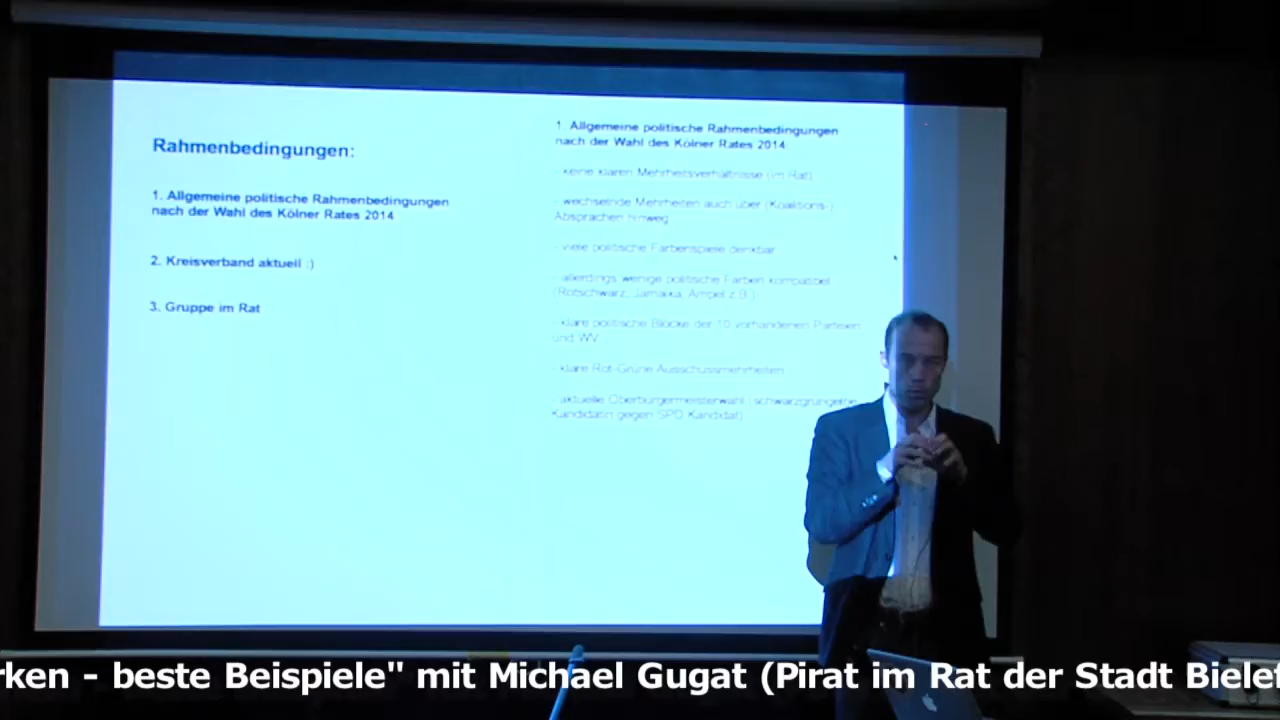 Rahmenbedingungen:
1. Allgemeine politische Rahmenbedingungen
nach der Wahl des Kölner Rates 2014
2. Kreisverband aktuell :)
3. Gruppe im Rat
1. Allgemeine politische Rahmenbedingungen
nach der Wahl des Kölner Rates 2014:
- keine klaren Mehrheitsverhältnisse (im Rat)
- wechselnde Mehrheiten auch über (Koalitions-)
Absprachen hinweg
- viele politische Farbenspiele denkbar
- allerdings wenige politische Farben kompatibel
(Rotschwarz, Jamaika, Ampel z.B.)
- klare politische Blöcke der 10 vorhandenen Parteien
und WV
- klare Rot-Grüne Ausschussmehrheiten
- aktuelle Oberbürgermeisterwahl (schwarzgrüngelbe
Kandidatin gegen SPD Kandidat)
rken - beste Beispiele" mit Michael Gugat (Pirat im Rat der Stadt Bielef